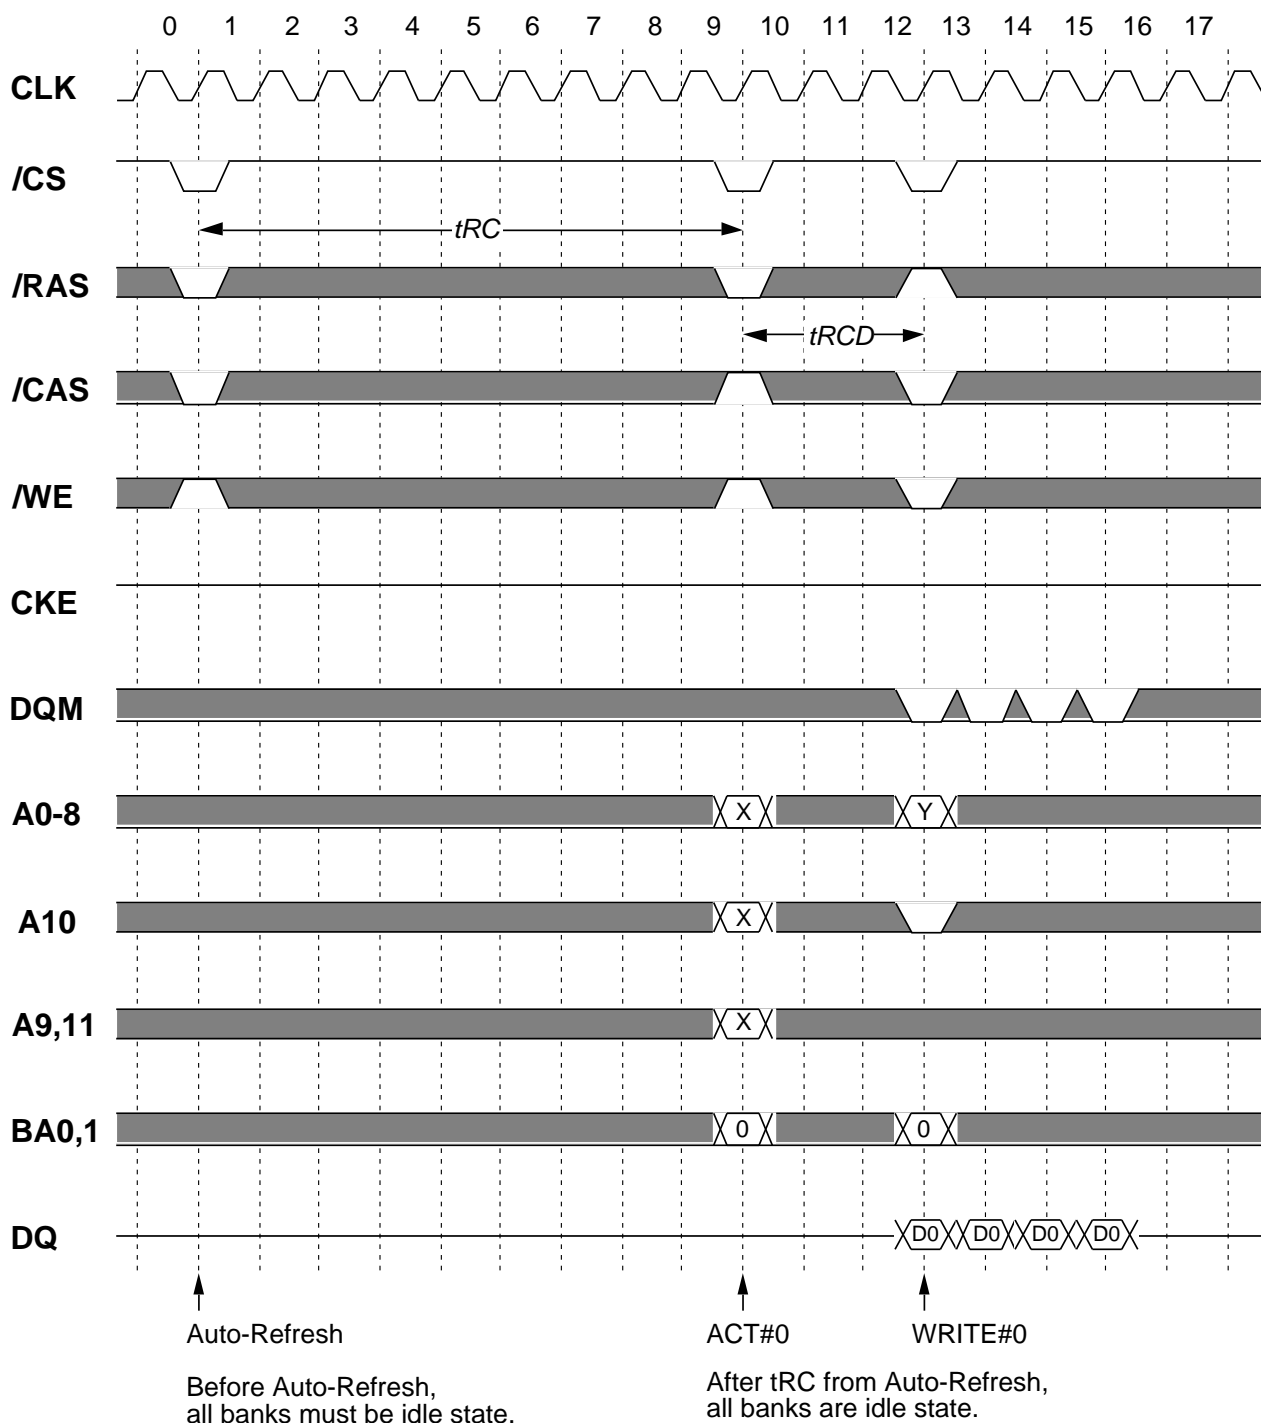 0 1 2 3 4 5 6 7 8 9 10 11 12 13 14 15 16 17
CLK
/CS
tRC
/RAS
tRCD
/CAS
/WE
CKE
DQM
A0-8 X Y
A10 X
A9,11 X
BA0,1 0 0
DQ D0 D0 D0 D0
Auto-Refresh ACT#0 WRITE#0
Before Auto-Refresh,
all banks must be idle state.
After tRC from Auto-Refresh,
all banks are idle state.